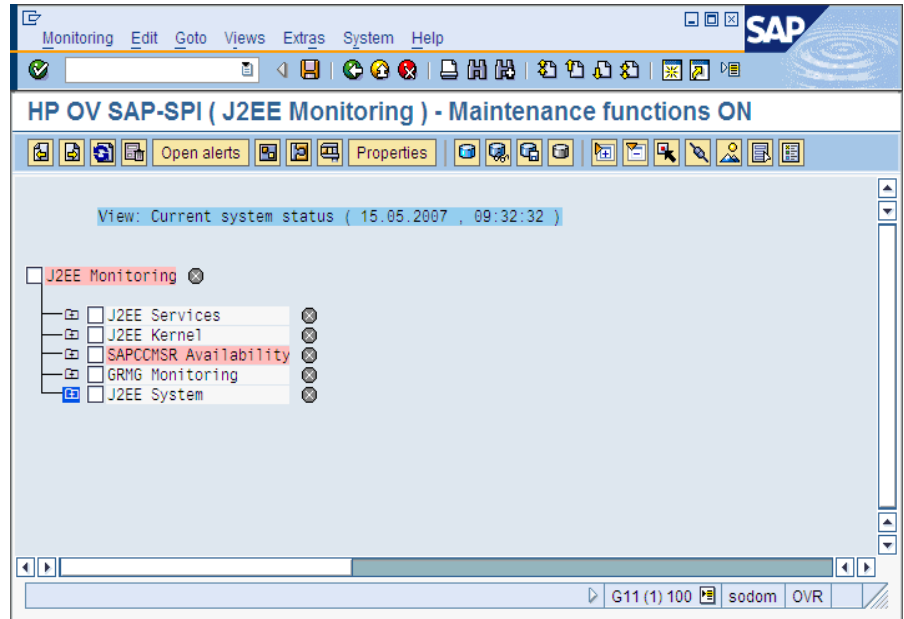 Monitoring Edit Goto Views Extras System Help
SAP
HP OV SAP-SPI ( J2EE Monitoring ) - Maintenance functions ON
Open alerts Properties
View: Current system status ( 15.05.2007 , 09:32:32 )
J2EE Monitoring
J2EE Services
J2EE Kernel
SAPCCMSR Availability
GRMG Monitoring
J2EE System
G11 (1) 100 sodom OVR